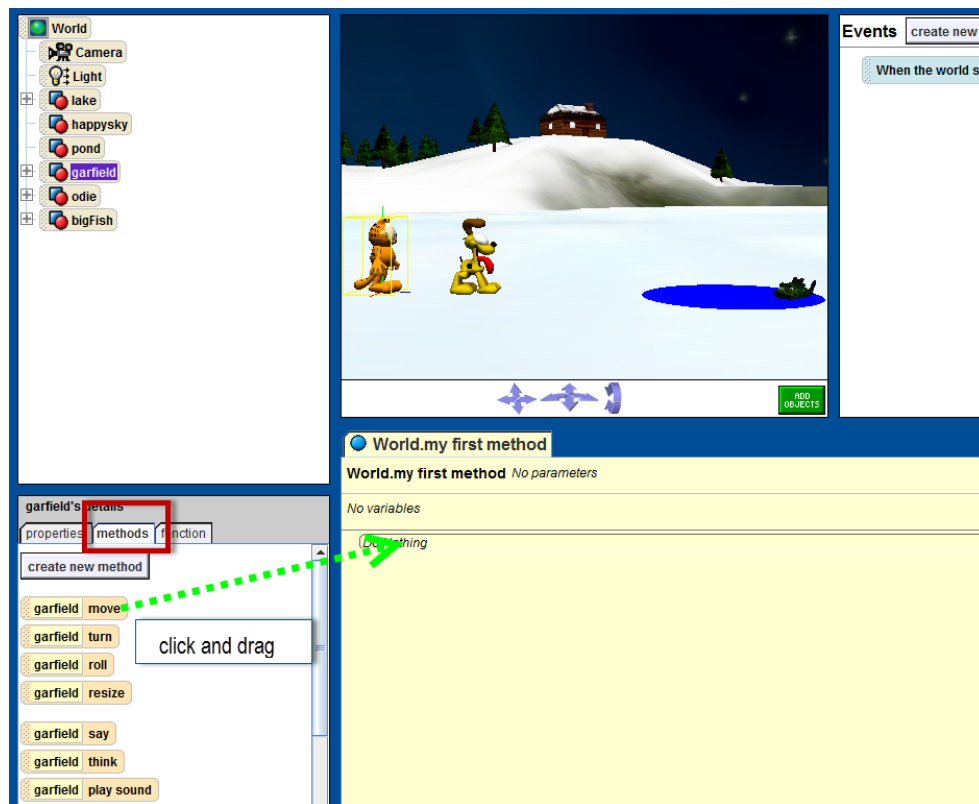 World
Camera
Light
lake
happysky
pond
garfield
odie
bigFish
ADD
OBJECTS
Events create new
When the world s
garfield's details
properties methods function
create new method
garfield move
garfield turn
garfield roll
garfield resize
garfield say
garfield think
garfield play sound
click and drag
World.my first method
World.my first method No parameters
No variables
Do Nothing